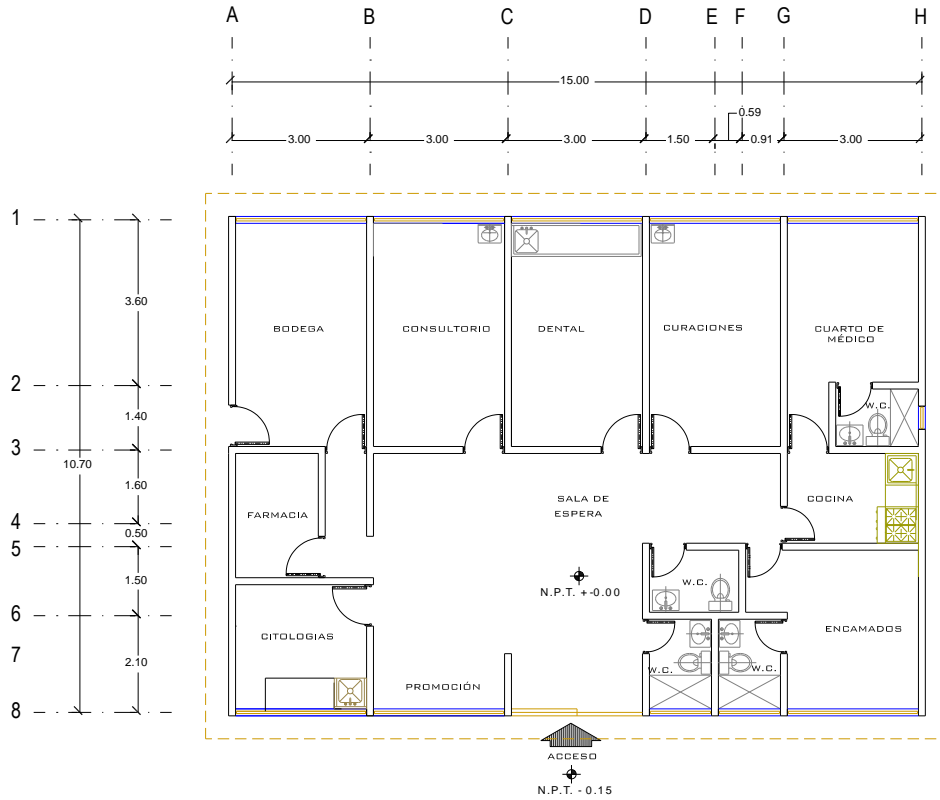 A B C D E F G H
15.00
0.59
3.00 3.00 3.00 1.50 0.91 3.00
1
2
3
4
5
6
7
8
10.70
3.60
1.40
1.60
0.50
1.50
2.10
BODEGA
CONSULTORIO
DENTAL
CURACIONES
CUARTO DE
MÉDICO
W.C.
FARMACIA
SALA DE
ESPERA
COCINA
W.C.
N.P.T. +-0.00
CITOLOGIAS
ENCAMADOS
PROMOCIÓN
W.C.
W.C.
ACCESO
N.P.T. - 0.15